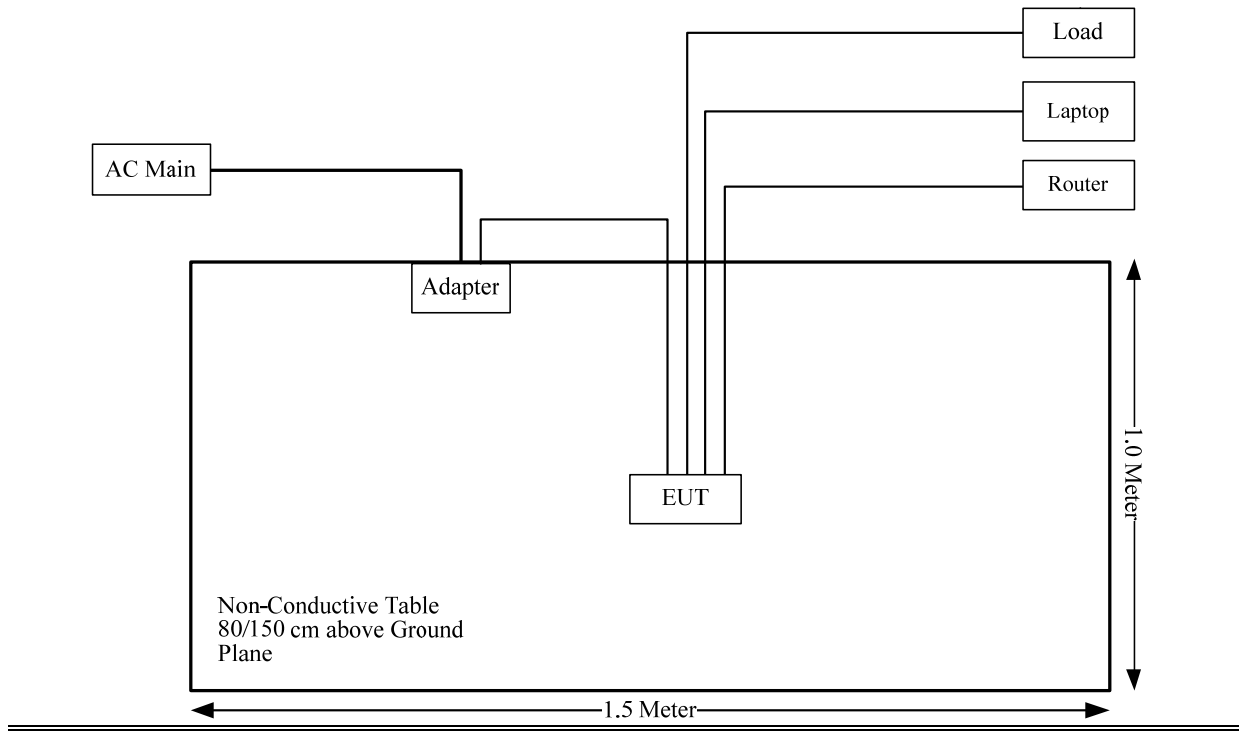 Load
Laptop
AC Main
Router
Adapter
EUT
1.0 Meter
Non-Conductive Table
80/150 cm above Ground
Plane
1.5 Meter